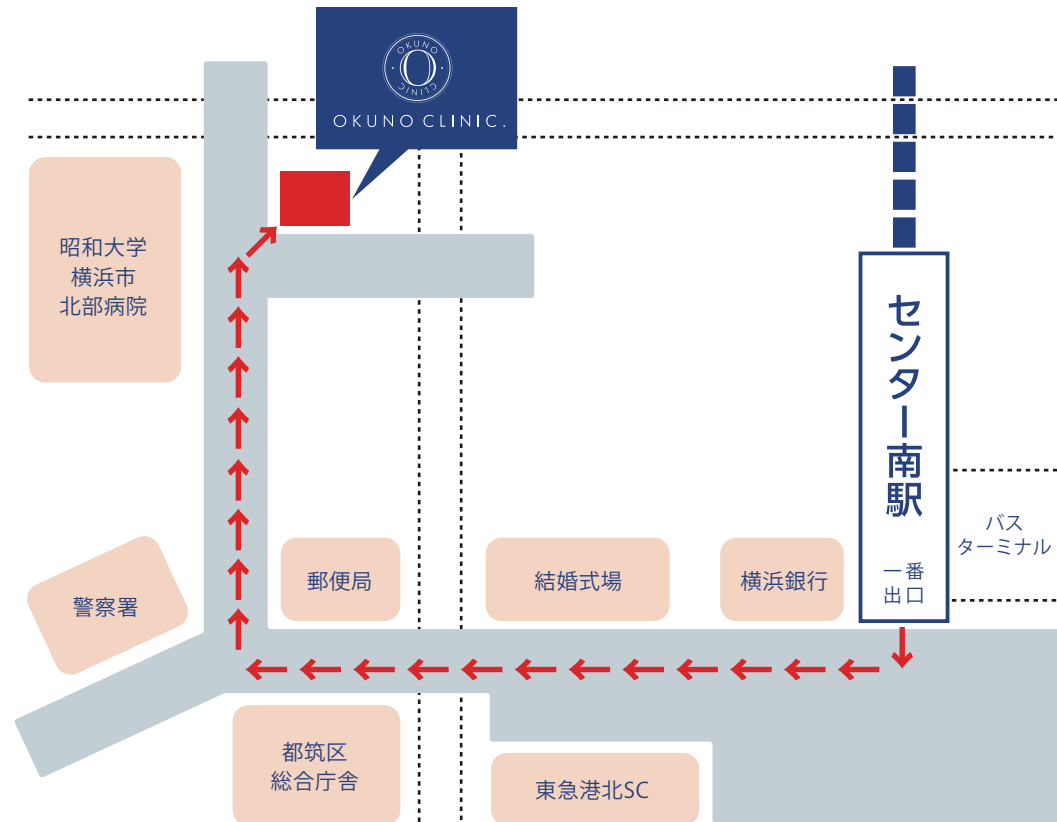 OKUNO
CLINIC
OKUNO CLINIC.
昭和大学
横浜市
北部病院
センター南駅
一番
出口
バス
ターミナル
警察署
郵便局
結婚式場
横浜銀行
都筑区
総合庁舎
東急港北SC